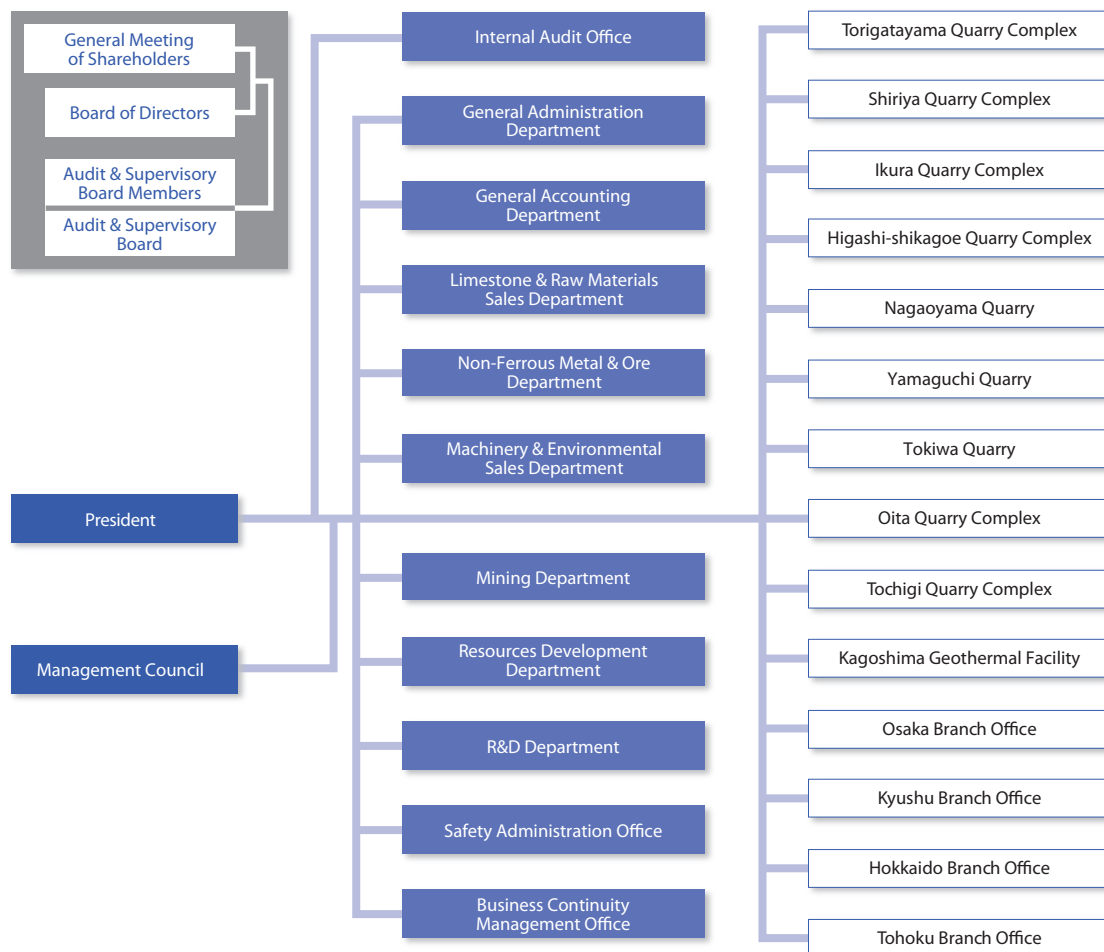 General Meeting
of Shareholders
Board of Directors
Audit & Supervisory
Board Members
Audit & Supervisory
Board
President
Management Council
Internal Audit Office
General Administration
Department
General Accounting
Department
Limestone & Raw Materials
Sales Department
Non-Ferrous Metal & Ore
Department
Machinery & Environmental
Sales Department
Mining Department
Resources Development
Department
R&D Department
Safety Administration Office
Business Continuity
Management Office
Torigatayama Quarry Complex
Shiriya Quarry Complex
Ikura Quarry Complex
Higashi-shikagoe Quarry Complex
Nagaoyama Quarry
Yamaguchi Quarry
Tokiwa Quarry
Oita Quarry Complex
Tochigi Quarry Complex
Kagoshima Geothermal Facility
Osaka Branch Office
Kyushu Branch Office
Hokkaido Branch Office
Tohoku Branch Office